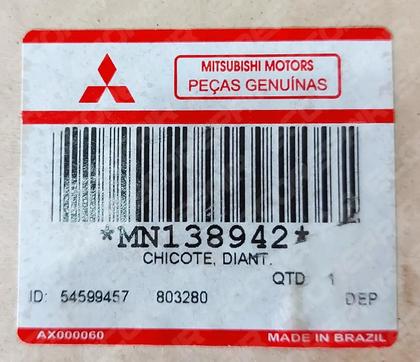 MITSUBISHI MOTORS
PEÇAS GENUÍNAS
*MN138942*
CHICOTE, DIANT.
QTD 1
ID: 54599457 803280 DEP
AX000060 MADE IN BRAZIL